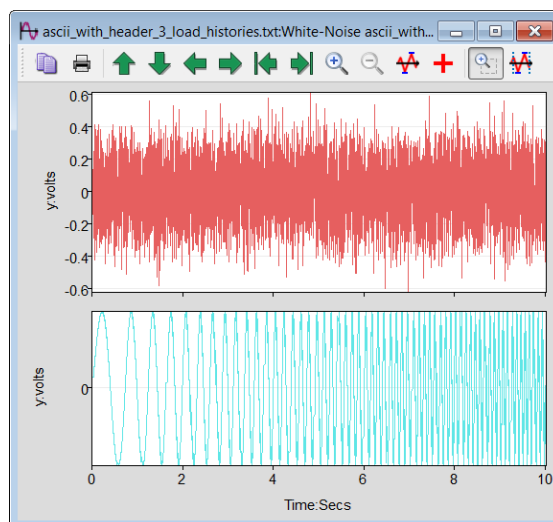 ascii_with_header_3_load_histories.txt:White-Noise ascii_with...
0.6
0.4
0.2
0
-0.2
-0.4
-0.6
y:volts
0
y:volts
0 2 4 6 8 10
Time:Secs